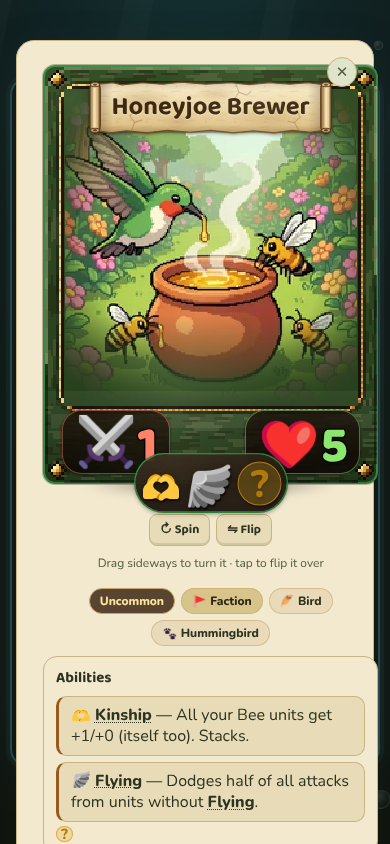 ×
Honeyjoe Brewer
1
5
?
↻ Spin
⇋ Flip
Drag sideways to turn it · tap to flip it over
Uncommon
Faction
Bird
Hummingbird
Abilities
Kinship — All your Bee units get
+1/+0 (itself too). Stacks.
Flying — Dodges half of all attacks
from units without Flying.
?